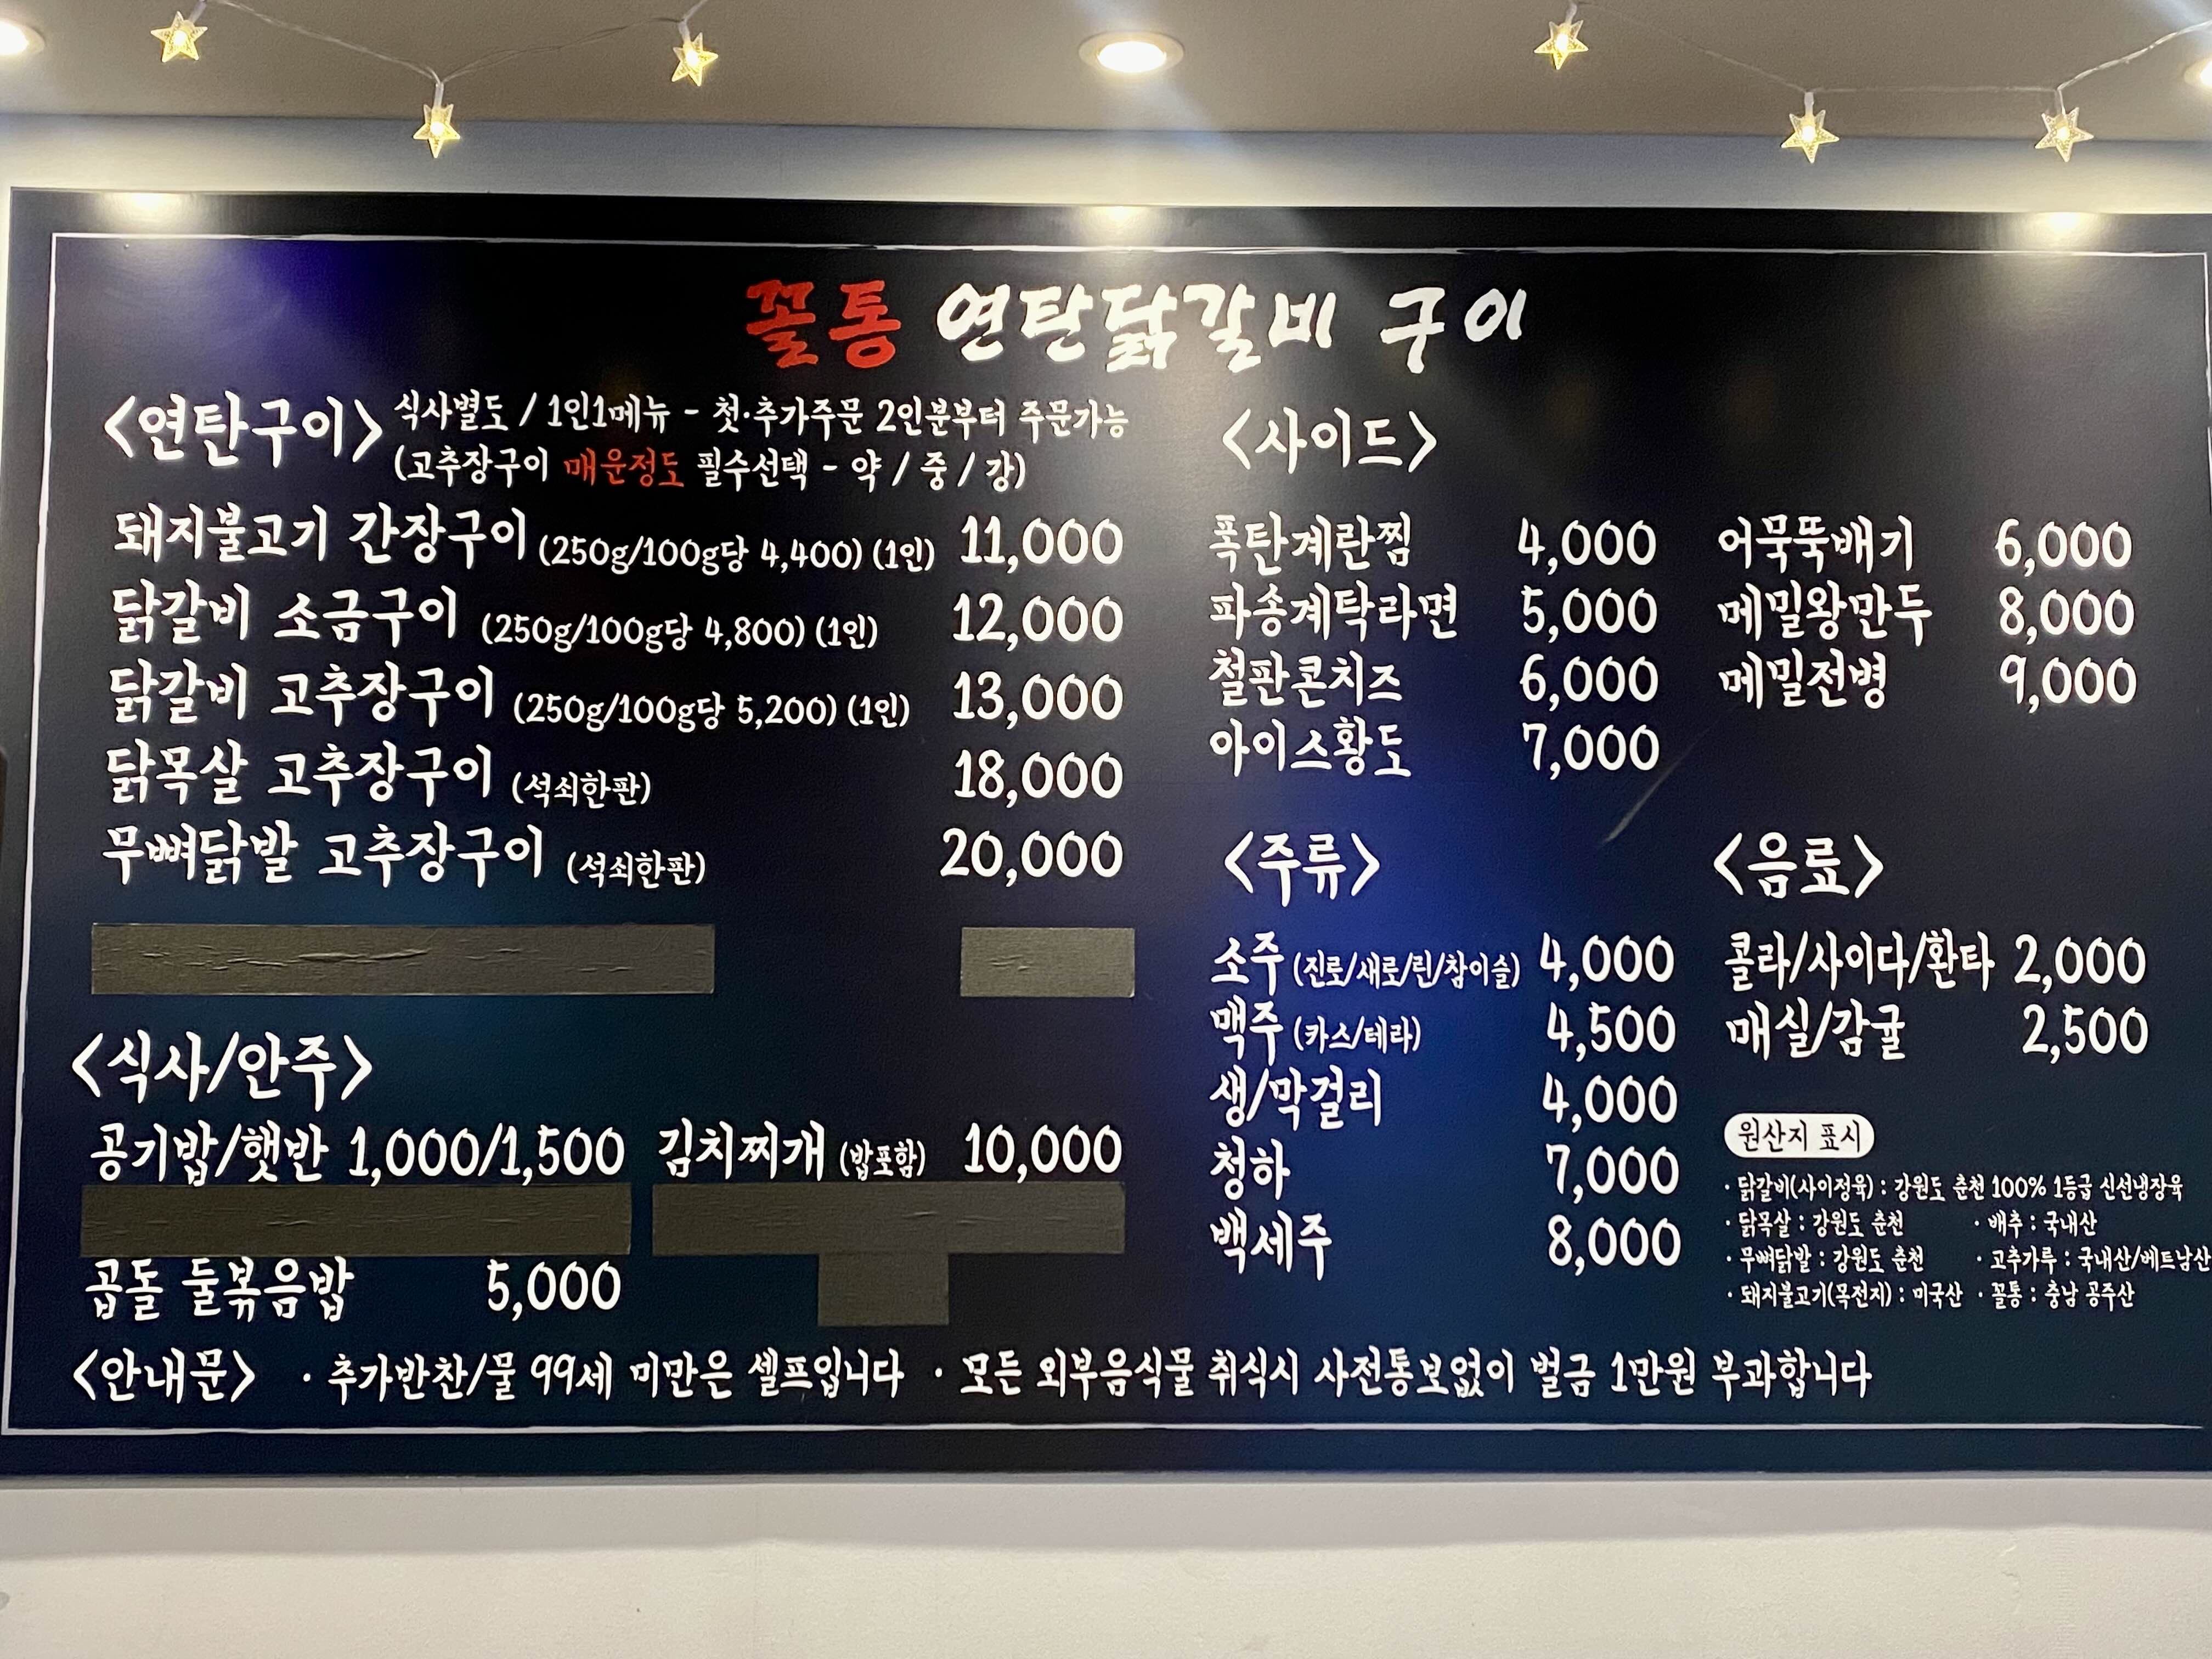 꼴통 연탄닭갈비 구이
<연탄구이>
식사별도 / 1인1메뉴 - 첫·추가주문 2인분부터 주문가능
(고추장구이 매운정도 필수선택 - 약 / 중 / 강)
돼지불고기 간장구이 (250g/100g당 4,400) (1인) 11,000
닭갈비 소금구이 (250g/100g당 4,800) (1인) 12,000
닭갈비 고추장구이 (250g/100g당 5,200) (1인) 13,000
닭목살 고추장구이 (석쇠한판) 18,000
무뼈닭발 고추장구이 (석쇠한판) 20,000
<식사/안주>
공기밥/햇반 1,000/1,500 김치찌개 (밥포함) 10,000
곱돌 둘볶음밥 5,000
<사이드>
폭탄계란찜 4,000 어묵뚝배기 6,000
파송계탁라면 5,000 메밀왕만두 8,000
철판콘치즈 6,000 메밀전병 9,000
아이스황도 7,000
<주류>
소주 (진로/새로/린/참이슬) 4,000
맥주 (카스/테라) 4,500
생/막걸리 4,000
청하 7,000
백세주 8,000
<음료>
콜라/사이다/환타 2,000
매실/감귤 2,500
원산지 표시
· 닭갈비(사이정육) : 강원도 춘천 100% 1등급 신선냉장육
· 닭목살 : 강원도 춘천 · 배추 : 국내산
· 무뼈닭발 : 강원도 춘천 · 고추가루 : 국내산/베트남산
· 돼지불고기(목전지) : 미국산 · 꼴통 : 충남 공주산
<안내문> · 추가반찬/물 99세 미만은 셀프입니다 · 모든 외부음식물 취식시 사전통보없이 벌금 1만원 부과합니다